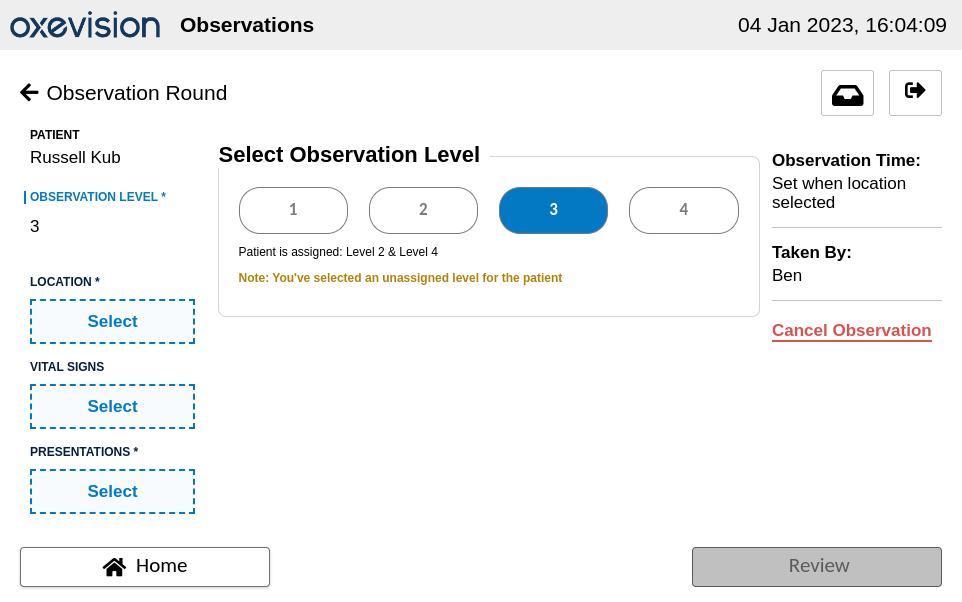 oxevision
Observations
04 Jan 2023, 16:04:09
Observation Round
PATIENT
Russell Kub
OBSERVATION LEVEL *
3
LOCATION *
Select
VITAL SIGNS
Select
PRESENTATIONS *
Select
Select Observation Level
1 2 3 4
Patient is assigned: Level 2 & Level 4
Note: You've selected an unassigned level for the patient
Observation Time:
Set when location
selected
Taken By:
Ben
Cancel Observation
Home
Review